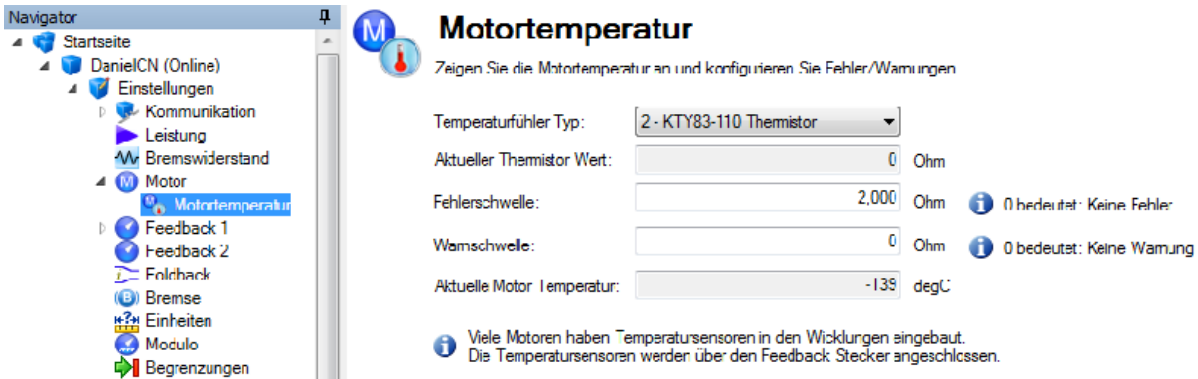 Navigator
Startseite
DanielCN (Online)
Einstellungen
Kommunikation
Leistung
Bremswiderstand
Motor
Motortemperatur
Feedback 1
Feedback 2
Foldback
Bremse
Einheiten
Modulo
Begrenzungen
Motortemperatur
Zeigen Sie die Motortemperatur an und konfigurieren Sie Fehler/Warnungen
Temperaturfühler Typ: 2 - KTY83-110 Thermistor
Aktueller Thermistor Wert: 0 Ohm
Fehlerschwelle: 2,000 Ohm 0 bedeutet: Keine Fehler
Warnschwelle: 0 Ohm 0 bedeutet: Keine Warnung
Aktuelle Motor Temperatur: -139 degC
Viele Motoren haben Temperatursensoren in den Wicklungen eingebaut.
Die Temperatursensoren werden über den Feedback Stecker angeschlossen.